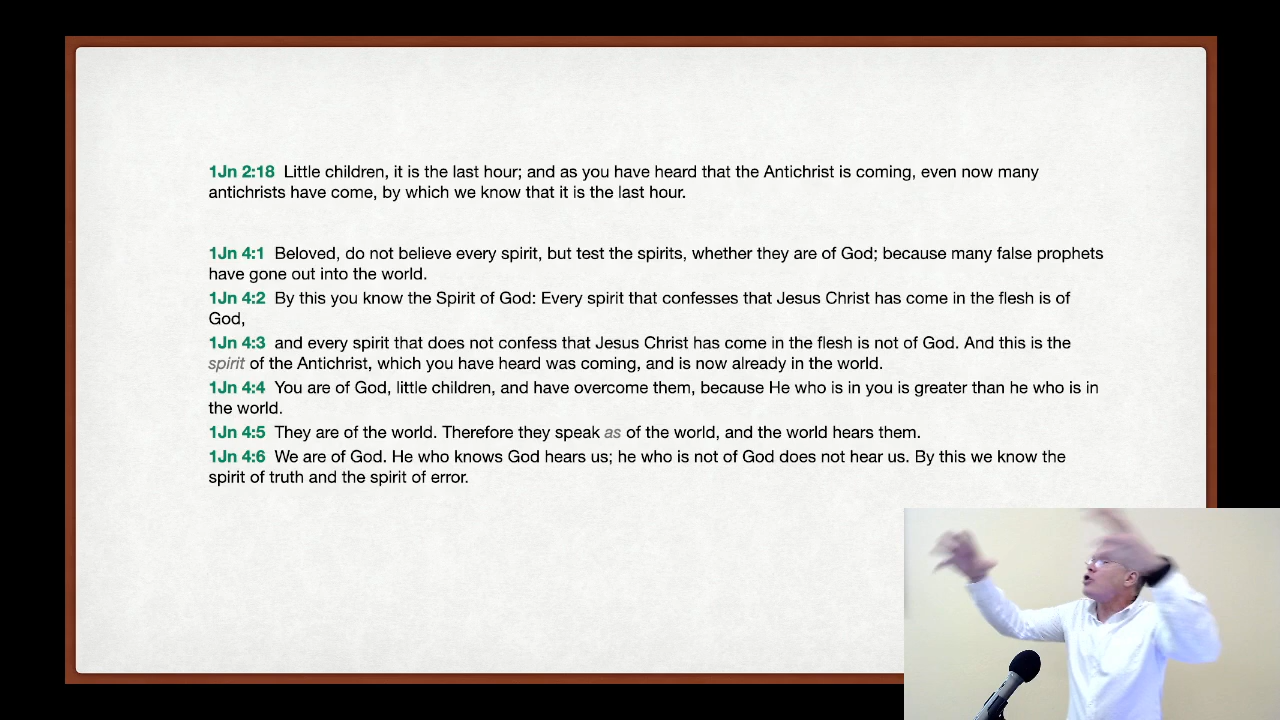 1Jn 2:18 Little children, it is the last hour; and as you have heard that the Antichrist is coming, even now many
antichrists have come, by which we know that it is the last hour.
1Jn 4:1 Beloved, do not believe every spirit, but test the spirits, whether they are of God; because many false prophets
have gone out into the world.
1Jn 4:2 By this you know the Spirit of God: Every spirit that confesses that Jesus Christ has come in the flesh is of
God,
1Jn 4:3 and every spirit that does not confess that Jesus Christ has come in the flesh is not of God. And this is the
spirit of the Antichrist, which you have heard was coming, and is now already in the world.
1Jn 4:4 You are of God, little children, and have overcome them, because He who is in you is greater than he who is in
the world.
1Jn 4:5 They are of the world. Therefore they speak as of the world, and the world hears them.
1Jn 4:6 We are of God. He who knows God hears us; he who is not of God does not hear us. By this we know the
spirit of truth and the spirit of error.